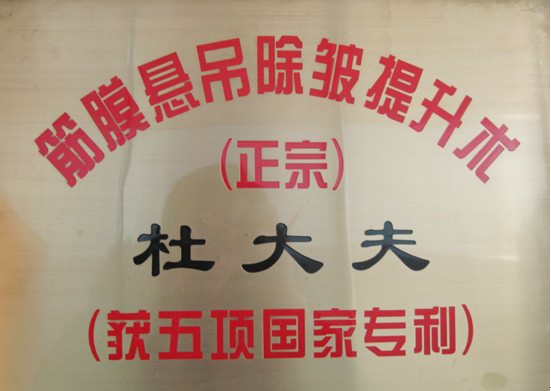 筋膜悬吊除皱提升术
(正宗)
杜大夫
(获五项国家专利)